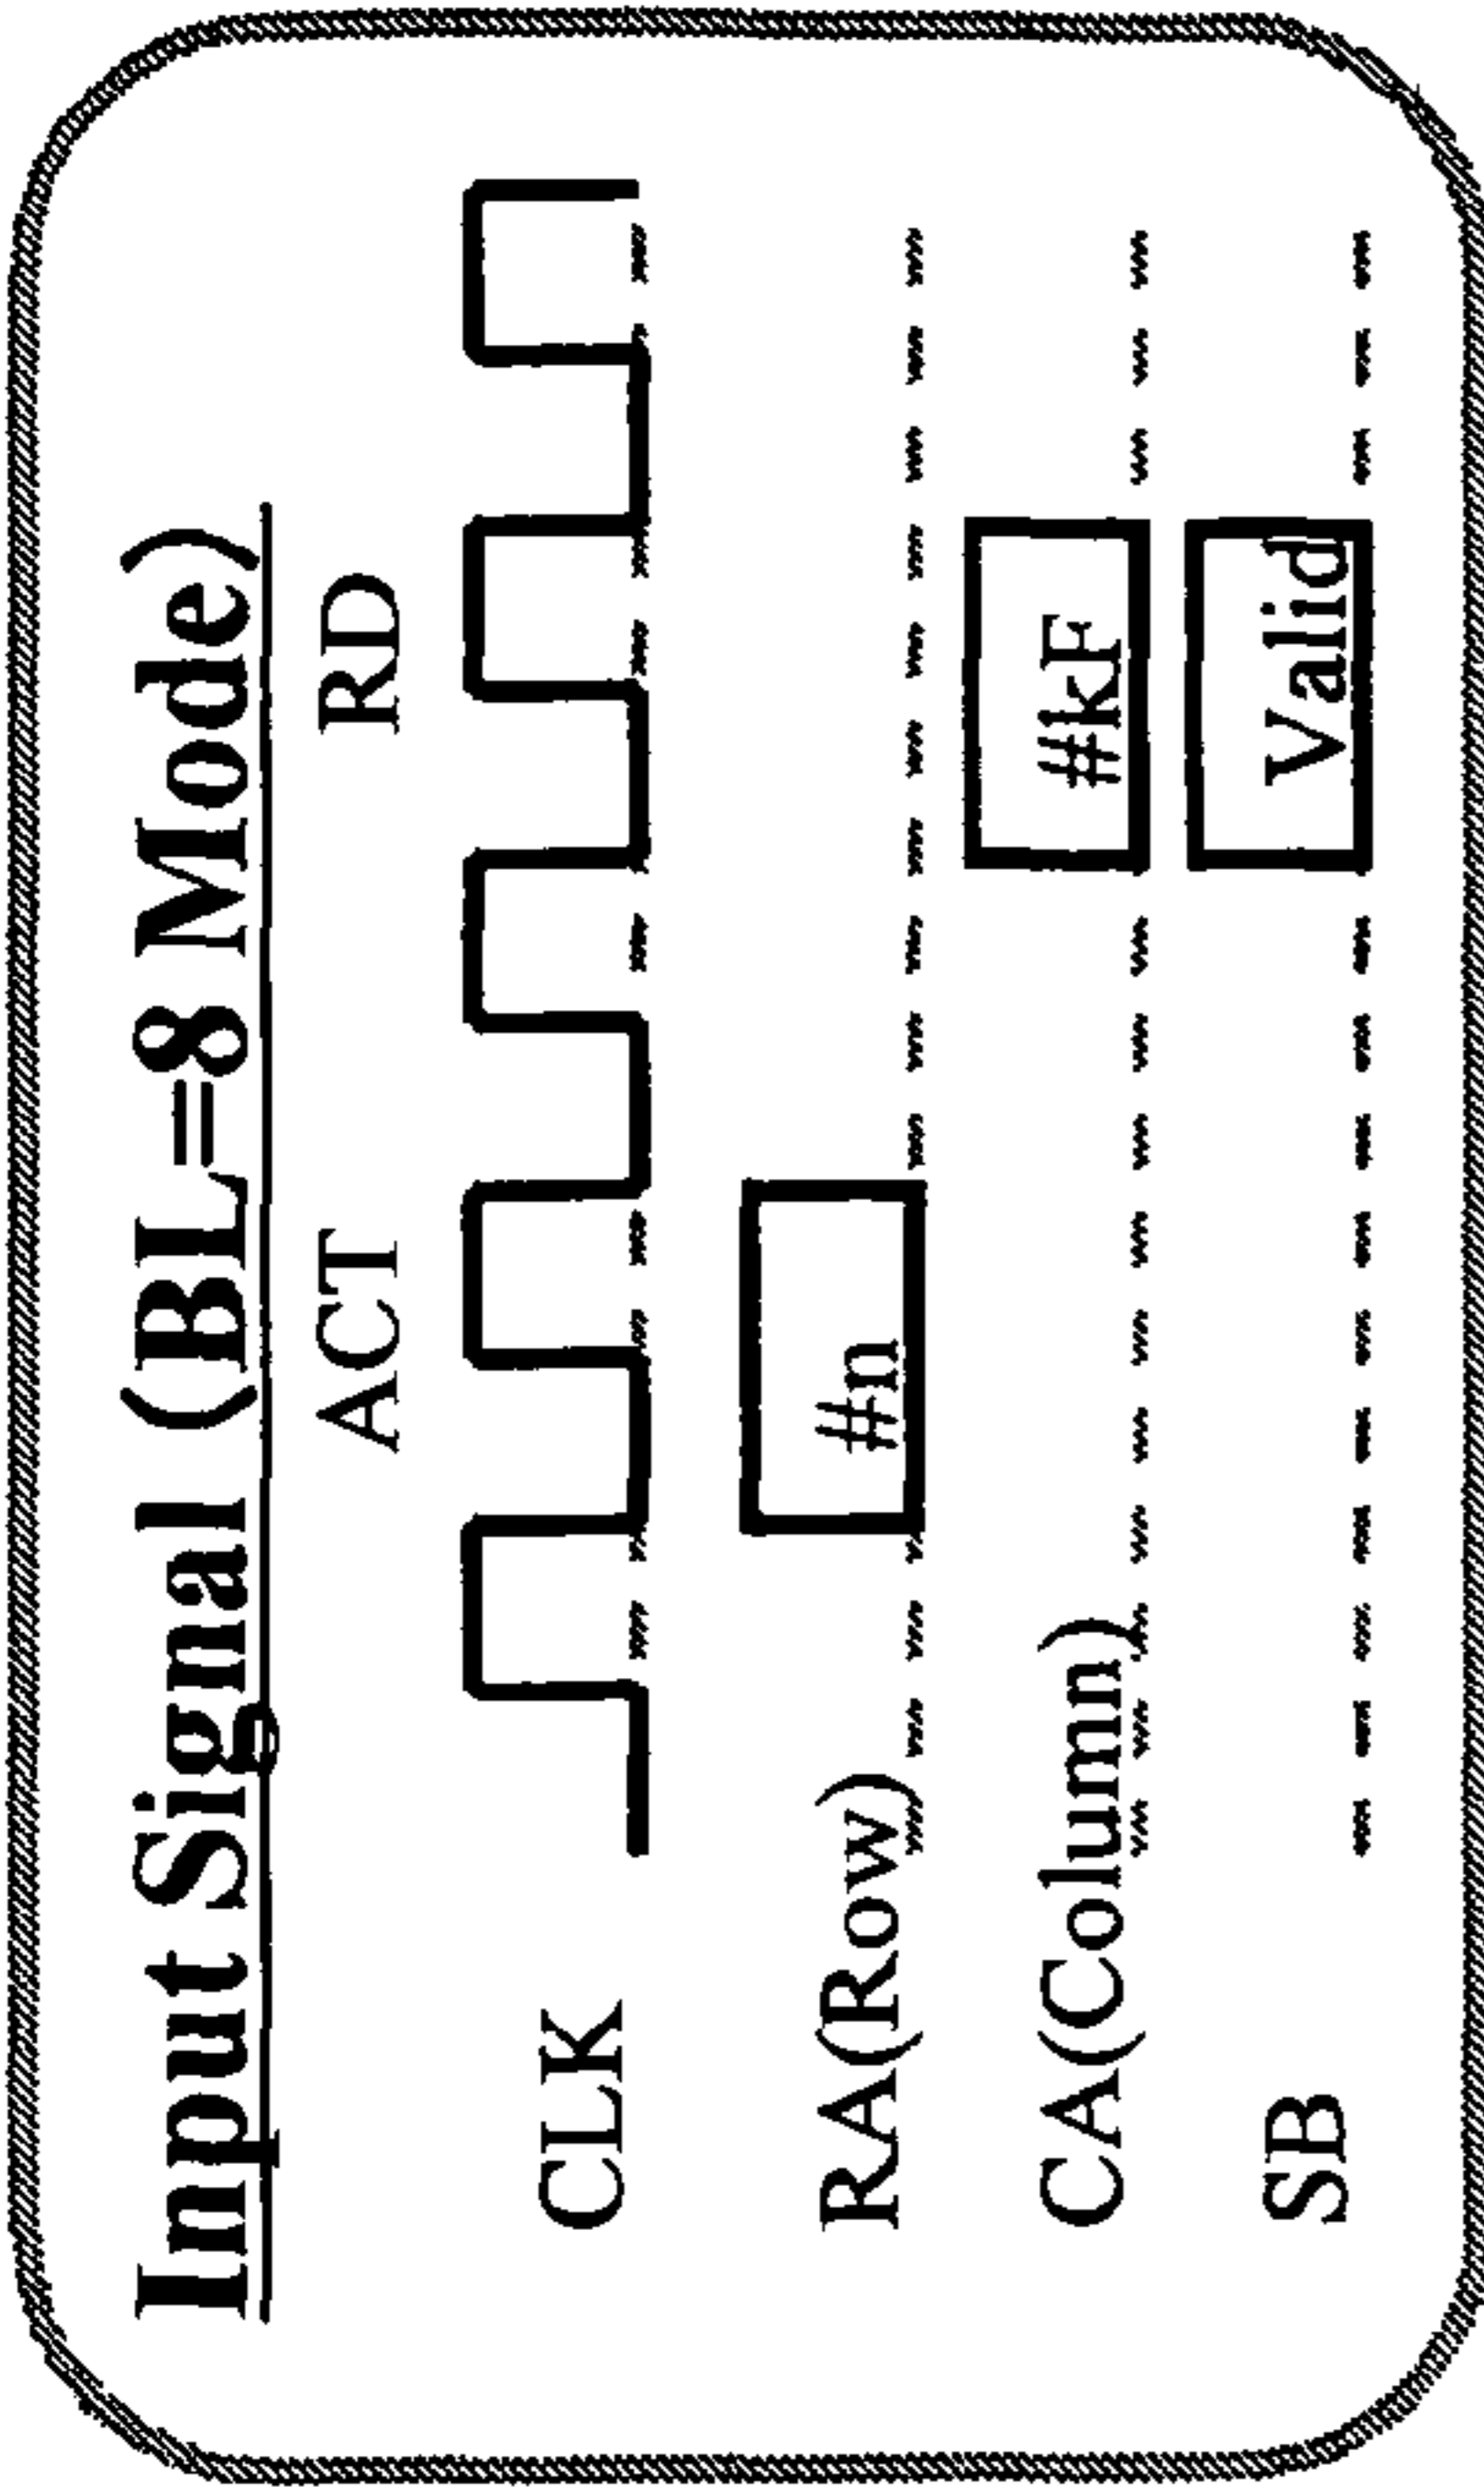 Input Signal (BL=8 Mode)
ACT RD
CLK
RA(Row) #n
CA(Column) #kF
SB Valid